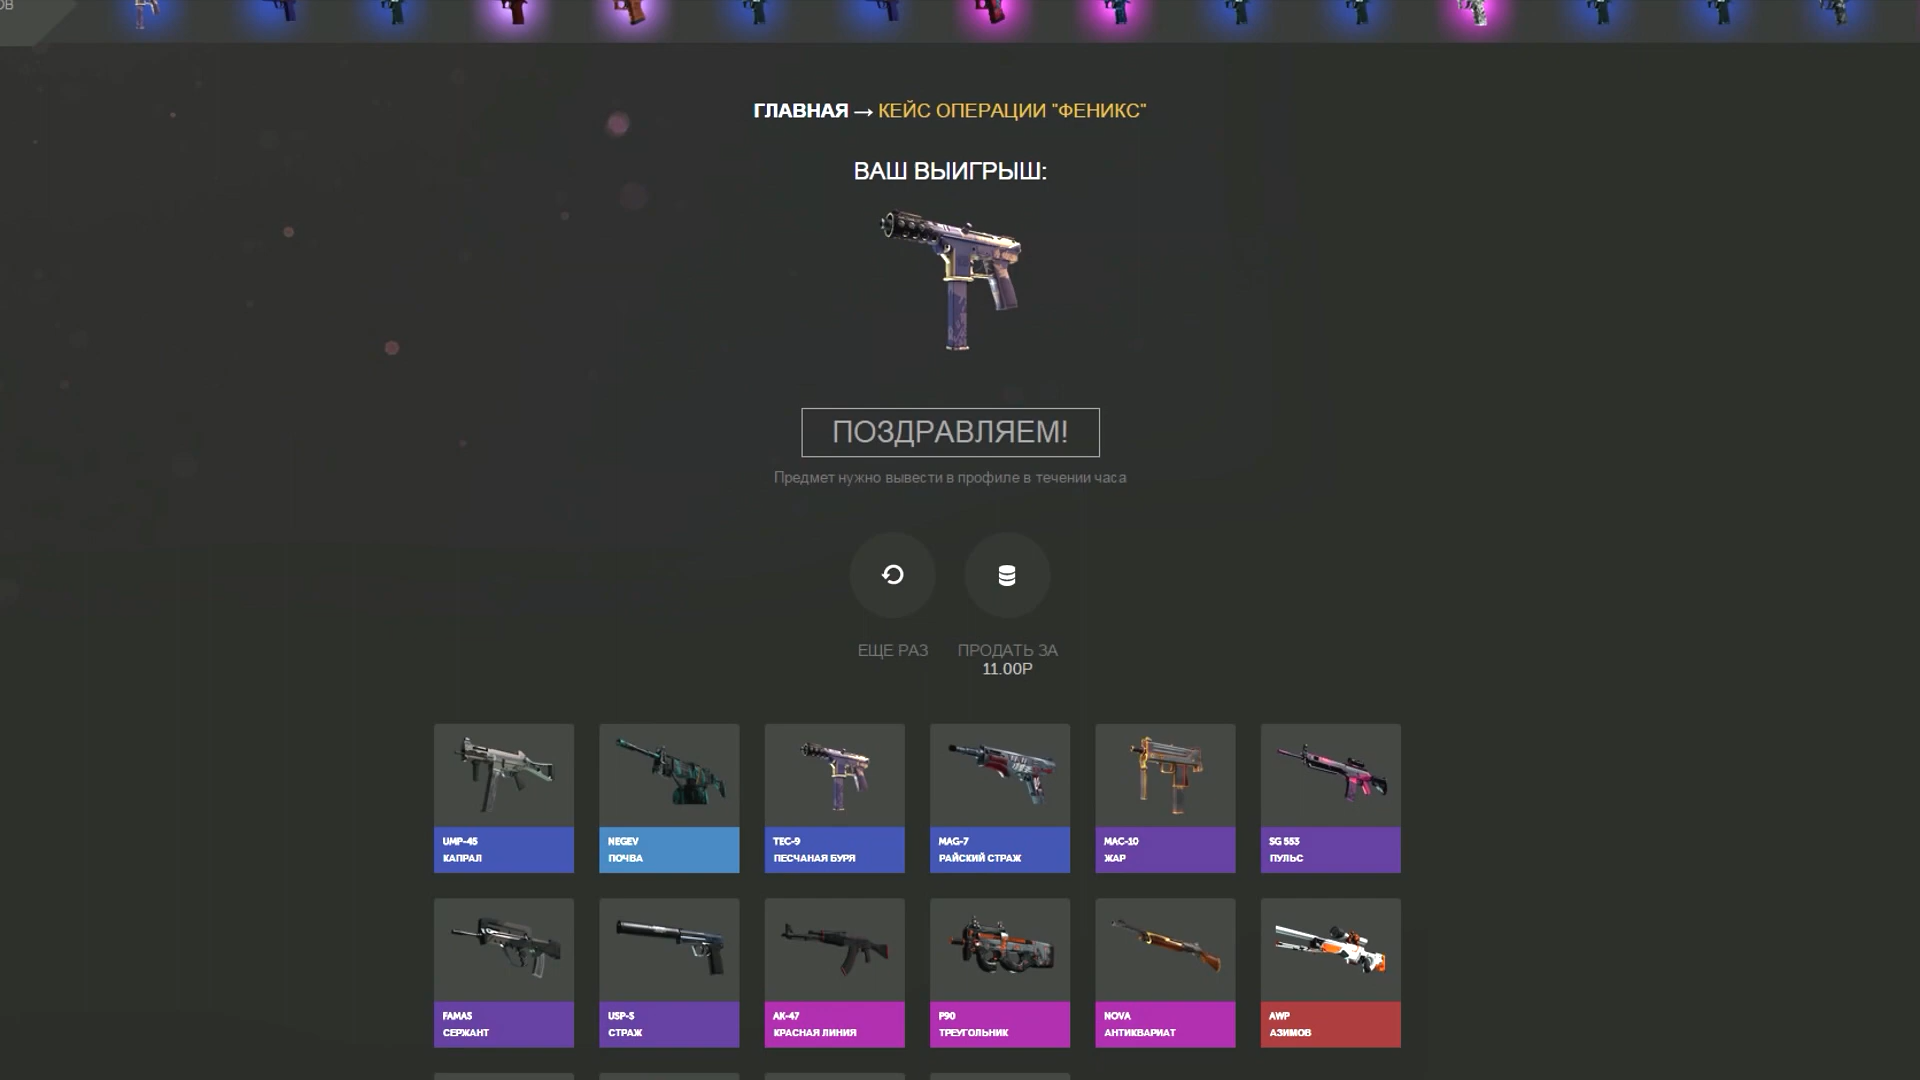 ОВ
ГЛАВНАЯ → КЕЙС ОПЕРАЦИИ "ФЕНИКС"
ВАШ ВЫИГРЫШ:
ПОЗДРАВЛЯЕМ!
Предмет нужно вывести в профиле в течении часа
ЕЩЕ РАЗ
ПРОДАТЬ ЗА
11.00Р
UMP-45
КАПРАЛ
NEGEV
ПОЧВА
TEC-9
ПЕСЧАНАЯ БУРЯ
MAG-7
РАЙСКИЙ СТРАЖ
MAC-10
ЖАР
SG 553
ПУЛЬС
FAMAS
СЕРЖАНТ
USP-S
СТРАЖ
AK-47
КРАСНАЯ ЛИНИЯ
P90
ТРЕУГОЛЬНИК
NOVA
АНТИКВАРИАТ
AWP
АЗИМОВ